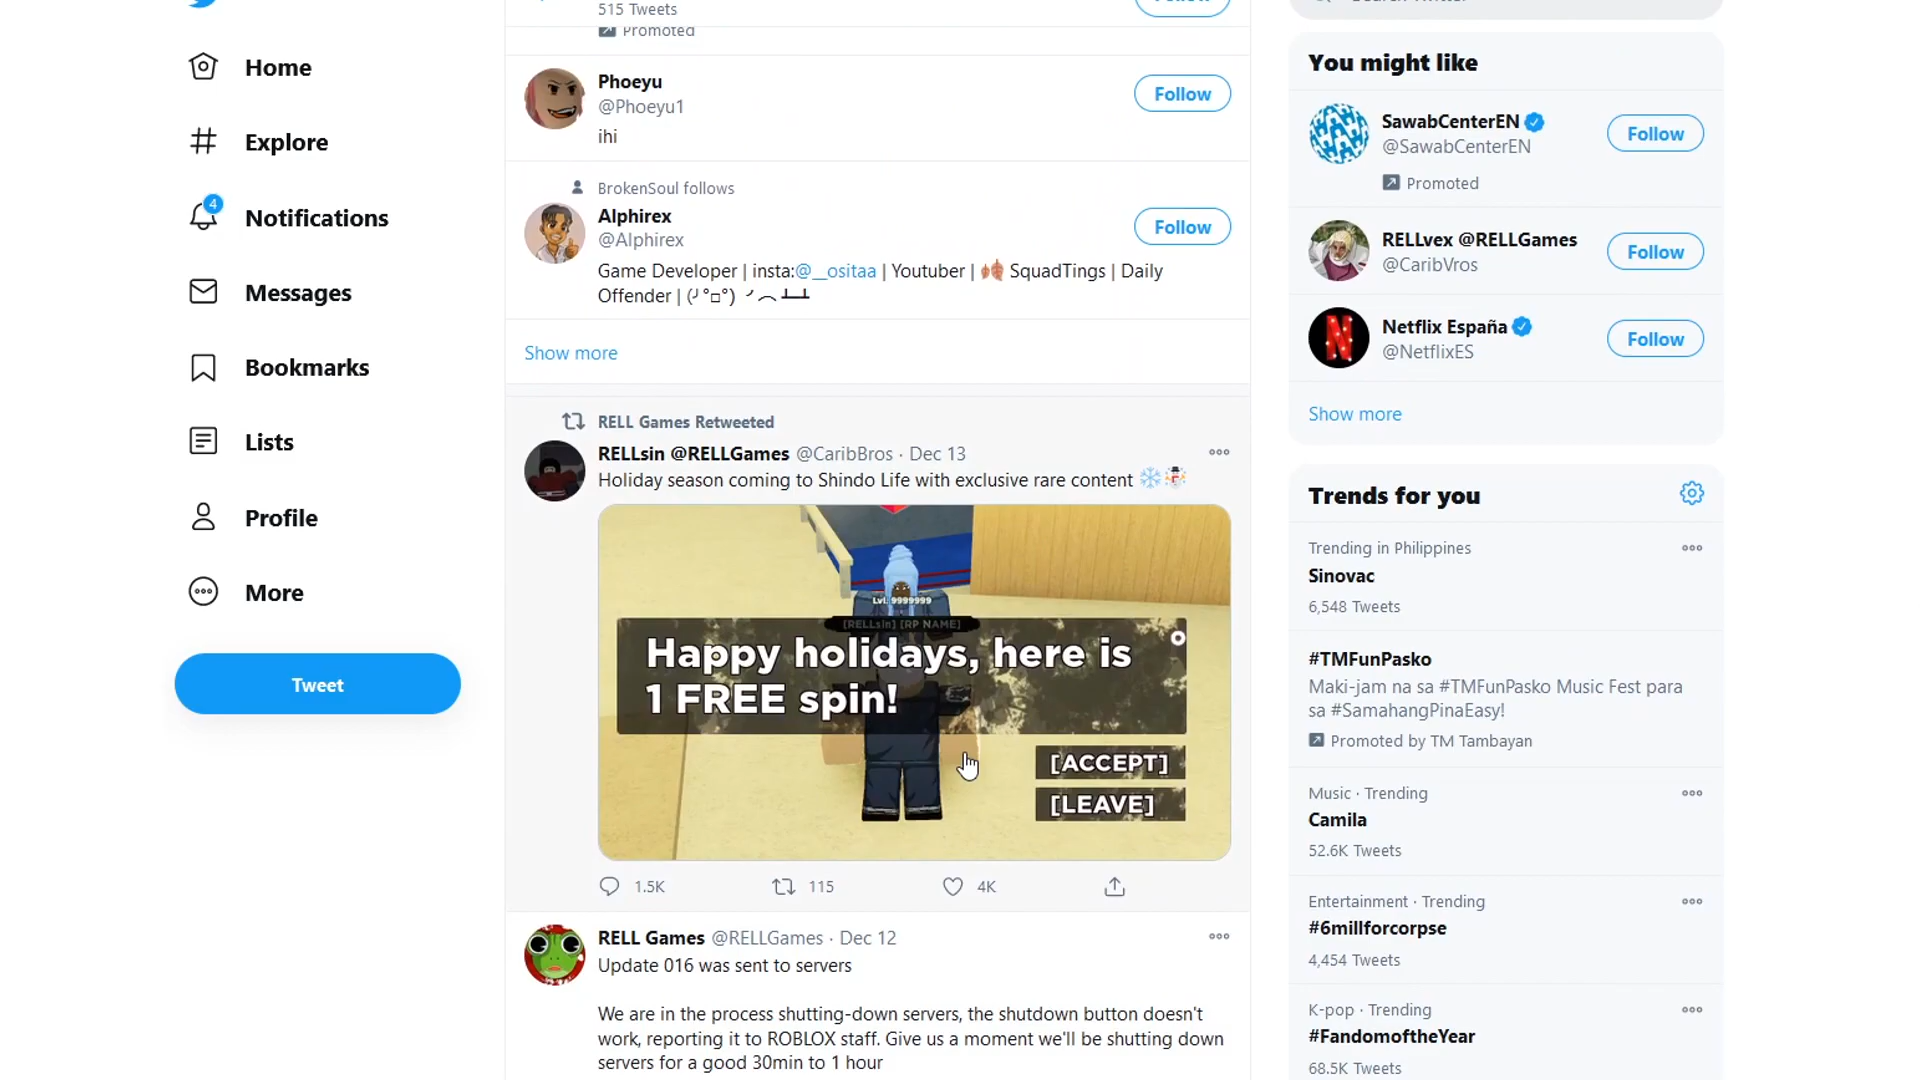 Home
Explore
4
Notifications
Messages
Bookmarks
Lists
Profile
More
Tweet
515 Tweets
Promoted
Phoeyu
@Phoeyu1
ihi
Follow
BrokenSoul follows
Alphirex
@Alphirex
Follow
Game Developer | insta:@__ositaa | Youtuber | SquadTings | Daily
Offender | (╯°□°)╯︵ ┻━┻
Show more
RELL Games Retweeted
RELLsin @RELLGames @CaribBros · Dec 13
Holiday season coming to Shindo Life with exclusive rare content ❄️☃️
Lvl: 9999999
[RELLsin] [RP NAME]
Happy holidays, here is
1 FREE spin!
[ACCEPT]
[LEAVE]
1.5K 115 4K
RELL Games @RELLGames · Dec 12
Update 016 was sent to servers
We are in the process shutting-down servers, the shutdown button doesn't
work, reporting it to ROBLOX staff. Give us a moment we'll be shutting down
servers for a good 30min to 1 hour
You might like
SawabCenterEN
@SawabCenterEN
Follow
Promoted
RELLvex @RELLGames
@CaribVros
Follow
Netflix España
@NetflixES
Follow
Show more
Trends for you
Trending in Philippines
Sinovac
6,548 Tweets
#TMFunPasko
Maki-jam na sa #TMFunPasko Music Fest para
sa #SamahangPinaEasy!
Promoted by TM Tambayan
Music · Trending
Camila
52.6K Tweets
Entertainment · Trending
#6millforcorpse
4,454 Tweets
K-pop · Trending
#FandomoftheYear
68.5K Tweets